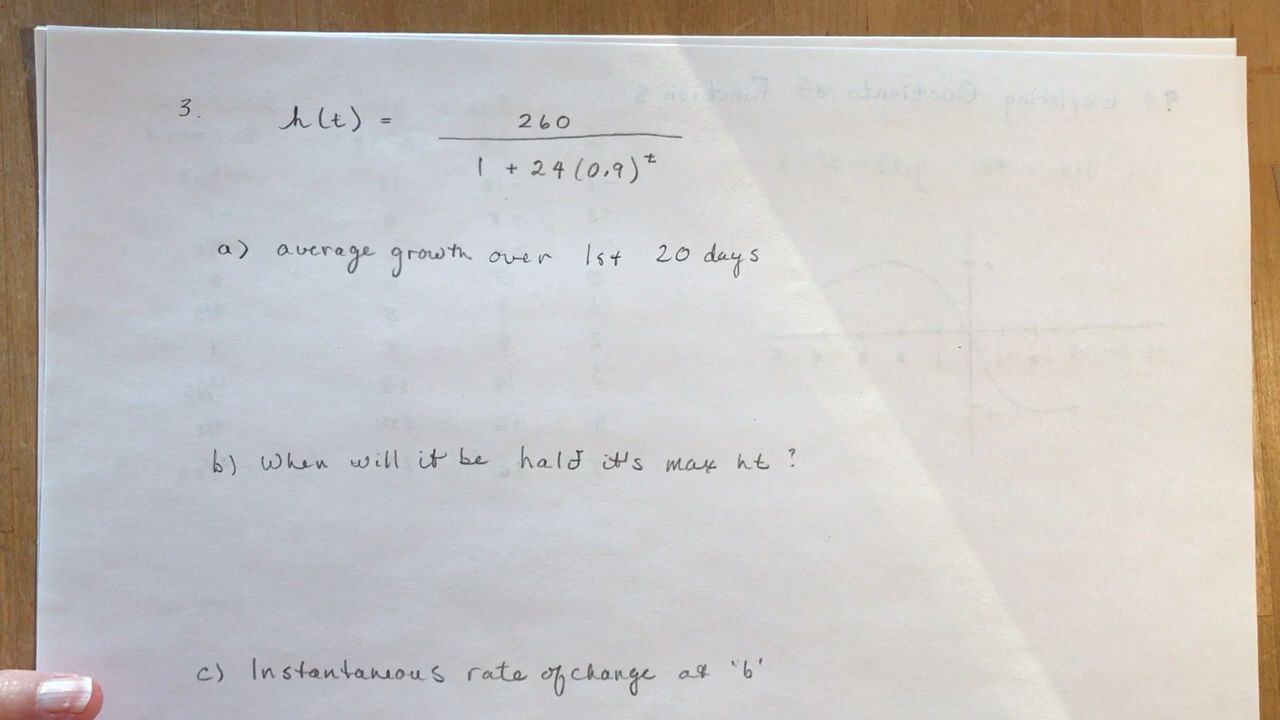 3. h(t) = 260 / 1 + 24(0.9)^t
a) average growth over 1st 20 days
b) When will it be half it's max ht ?
c) Instantaneous rate of change at 'b'